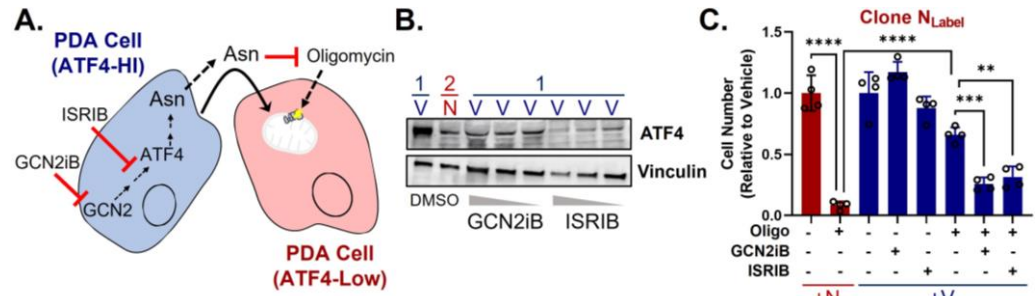 A.
PDA Cell
(ATF4-HI)
Asn
Oligomycin
Asn
ISRIB
ATF4
GCN2iB
GCN2
PDA Cell
(ATF4-Low)
B.
1 2 1
V N V V V V V V
ATF4
Vinculin
DMSO
GCN2iB ISRIB
C.
Clone NLabel
**** **** ** ***
Cell Number
(Relative to Vehicle)
1.5
1.0
0.5
0.0
Oligo - + - - - + + +
GCN2iB - - - + - - + -
ISRIB - - - - + - - +
+N +V